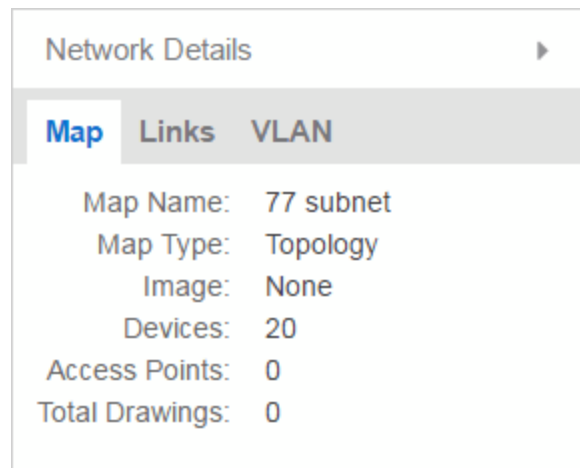 Network Details
Map Links VLAN
Map Name: 77 subnet
Map Type: Topology
Image: None
Devices: 20
Access Points: 0
Total Drawings: 0